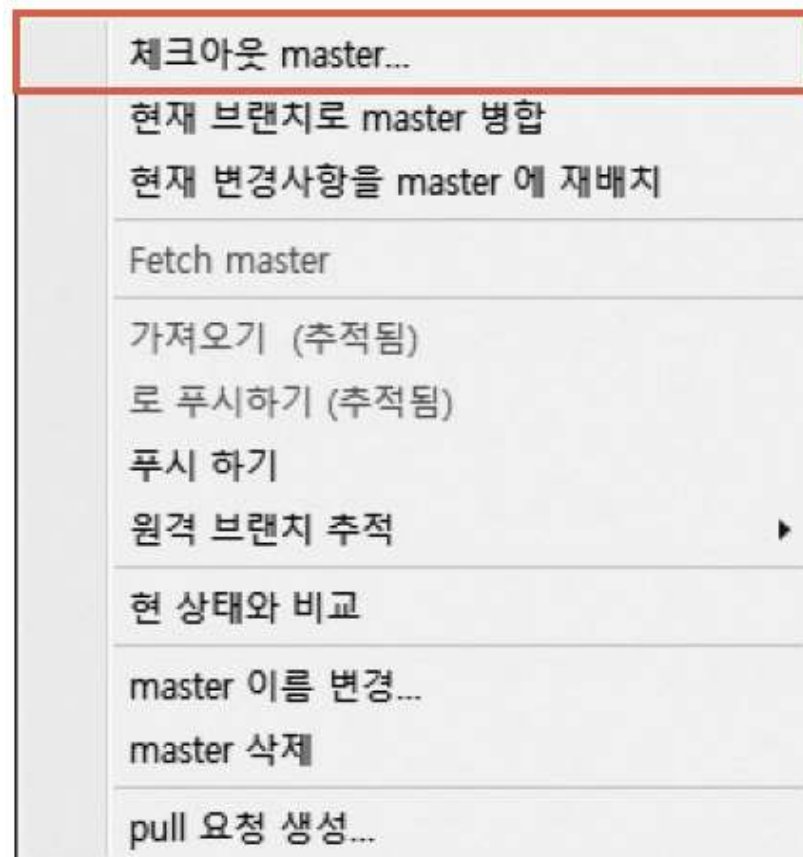 체크아웃 master...
현재 브랜치로 master 병합
현재 변경사항을 master 에 재배치
Fetch master
가져오기 (추적됨)
로 푸시하기 (추적됨)
푸시 하기
원격 브랜치 추적
현 상태와 비교
master 이름 변경...
master 삭제
pull 요청 생성...